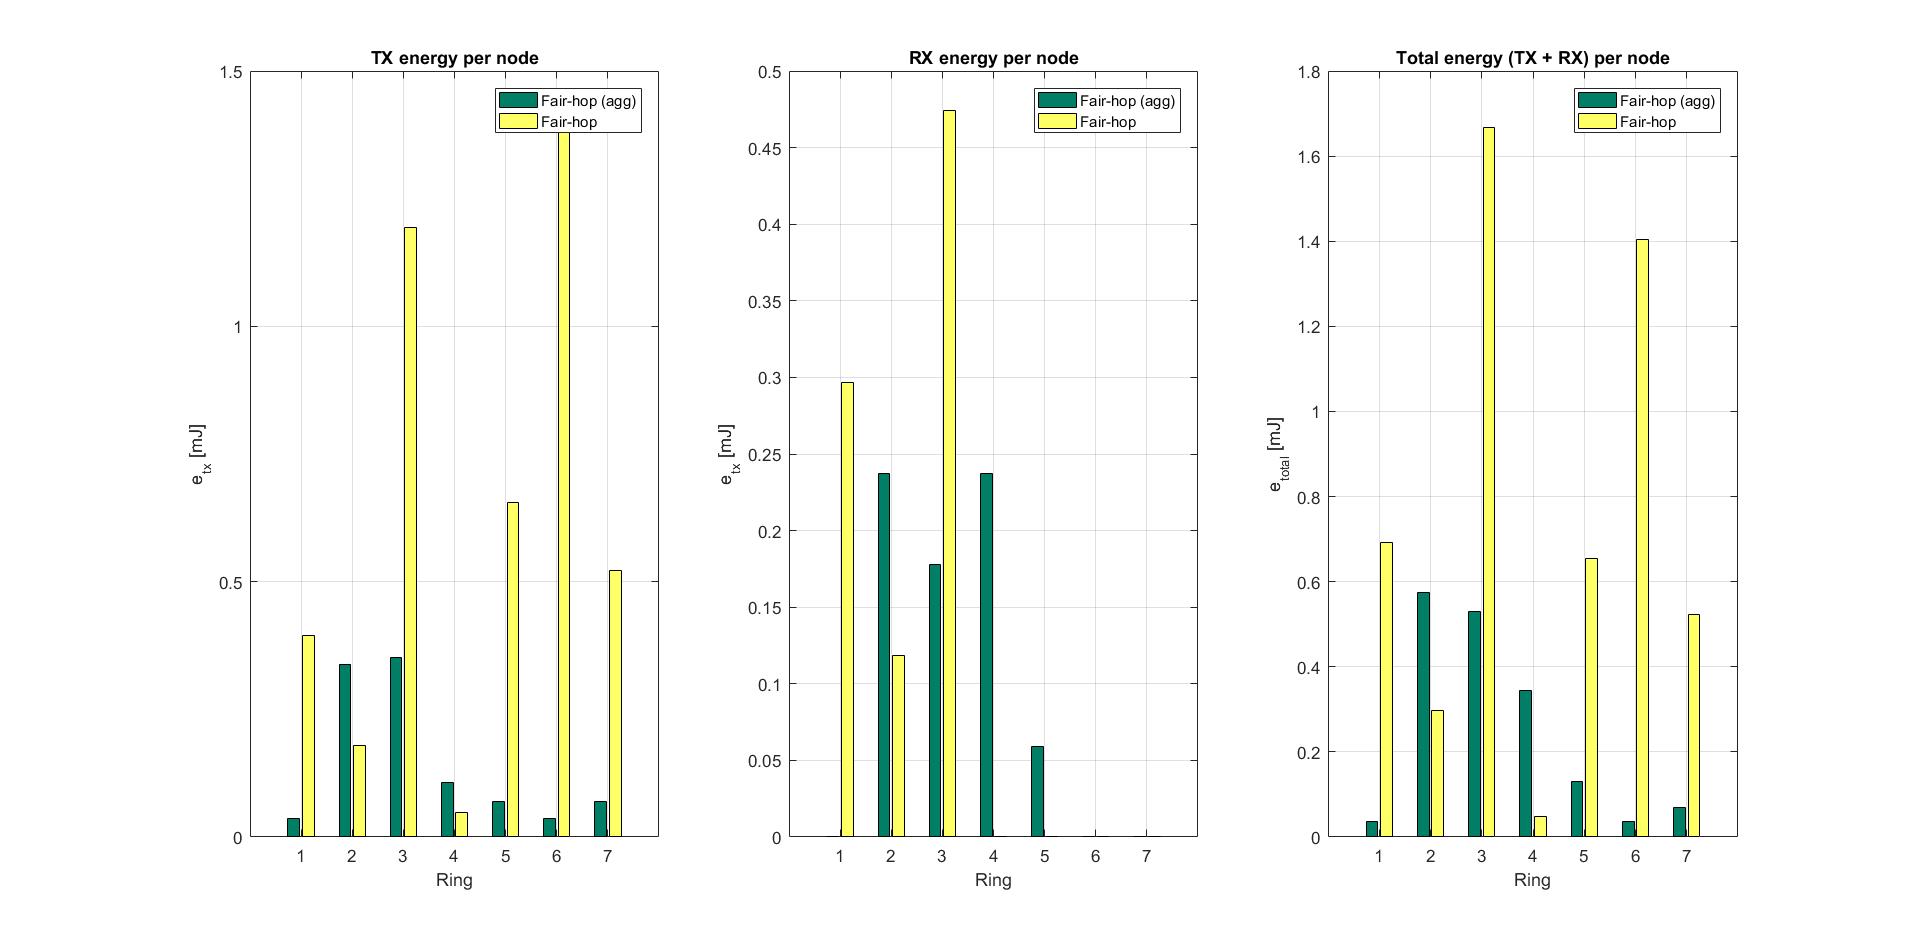 TX energy per node
1.5
1
0.5
0
e_tx [mJ]
Fair-hop (agg)
Fair-hop
1 2 3 4 5 6 7
Ring
RX energy per node
0.5
0.45
0.4
0.35
0.3
0.25
0.2
0.15
0.1
0.05
0
e_tx [mJ]
Fair-hop (agg)
Fair-hop
1 2 3 4 5 6 7
Ring
Total energy (TX + RX) per node
1.8
1.6
1.4
1.2
1
0.8
0.6
0.4
0.2
0
e_total [mJ]
Fair-hop (agg)
Fair-hop
1 2 3 4 5 6 7
Ring